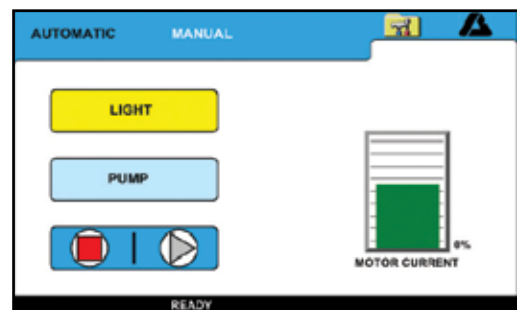 AUTOMATIC MANUAL
LIGHT
PUMP
0%
MOTOR CURRENT
READY